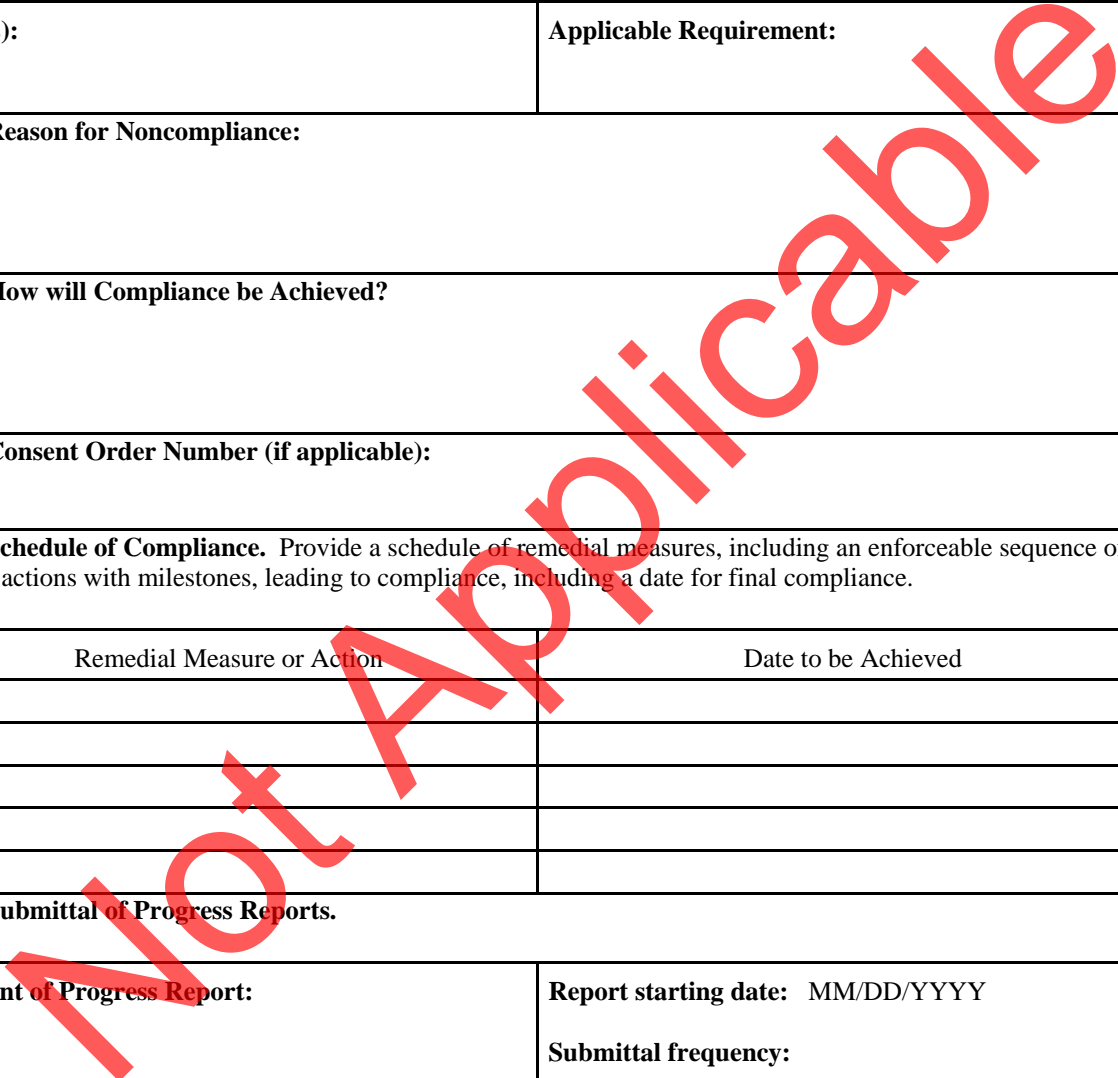 ): Applicable Requirement:
Reason for Noncompliance:
How will Compliance be Achieved?
Consent Order Number (if applicable):
chedule of Compliance. Provide a schedule of remedial measures, including an enforceable sequence o
actions with milestones, leading to compliance, including a date for final compliance.
Remedial Measure or Action Date to be Achieved
ubmittal of Progress Reports.
nt of Progress Report: Report starting date: MM/DD/YYYY
Submittal frequency:
Not Applicable